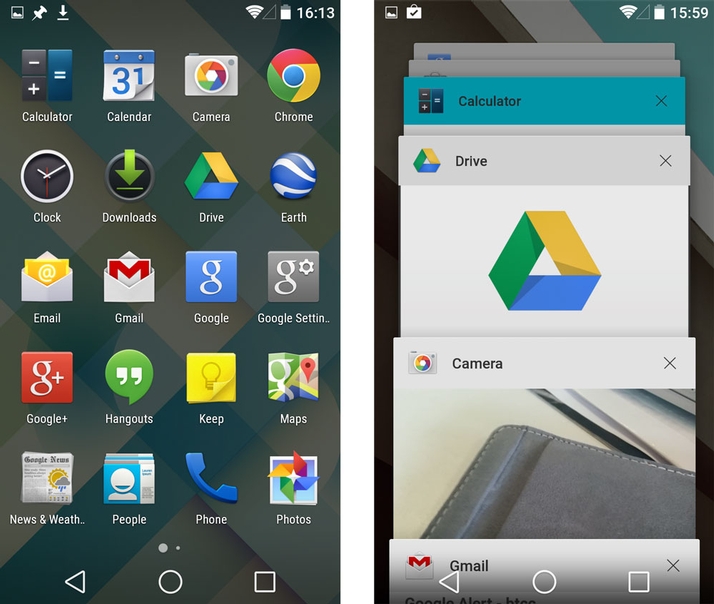 16:13
31
Calculator Calendar Camera Chrome
Clock Downloads Drive Earth
@
g g
Email Gmail Google Google Settin..
g+
Google+ Hangouts Keep Maps
Google News
News & Weath.. People Phone Photos
15:59
Calculator
Drive
Camera
Gmail
Google Alert - htcs